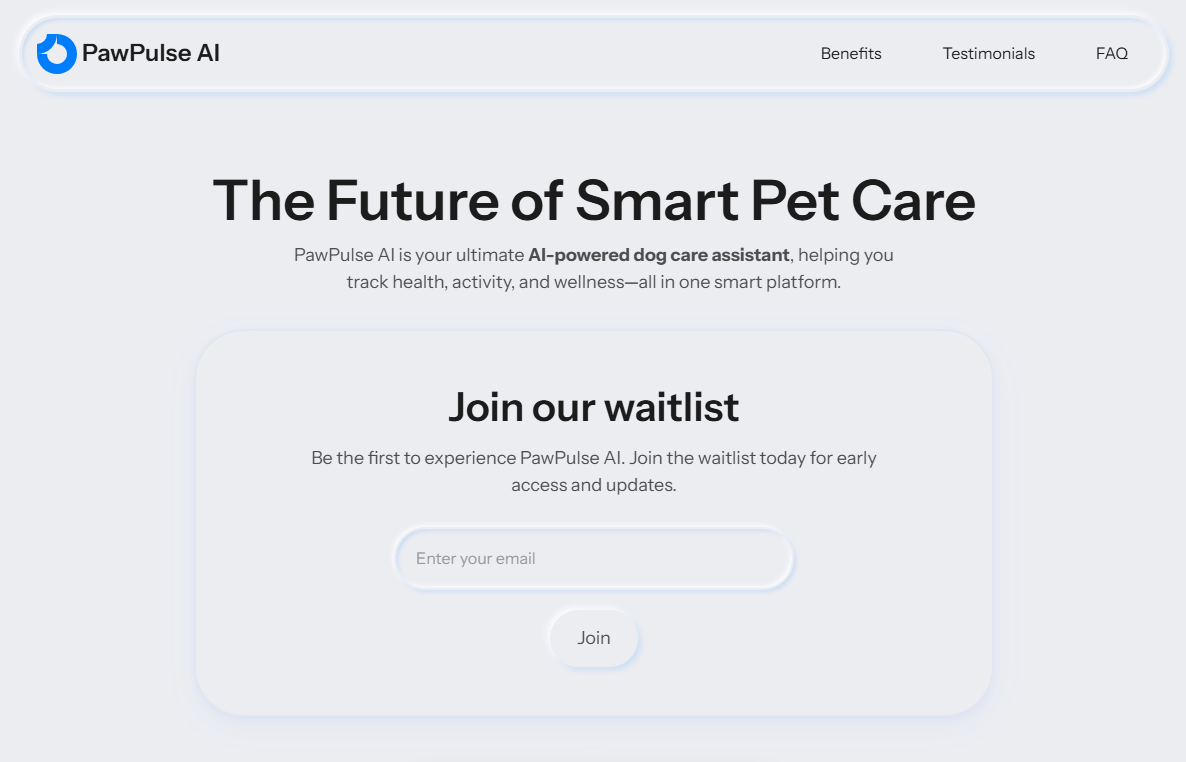 PawPulse AI
Benefits
Testimonials
FAQ
The Future of Smart Pet Care
PawPulse AI is your ultimate AI-powered dog care assistant, helping you
track health, activity, and wellness—all in one smart platform.
Join our waitlist
Be the first to experience PawPulse AI. Join the waitlist today for early
access and updates.
Enter your email
Join